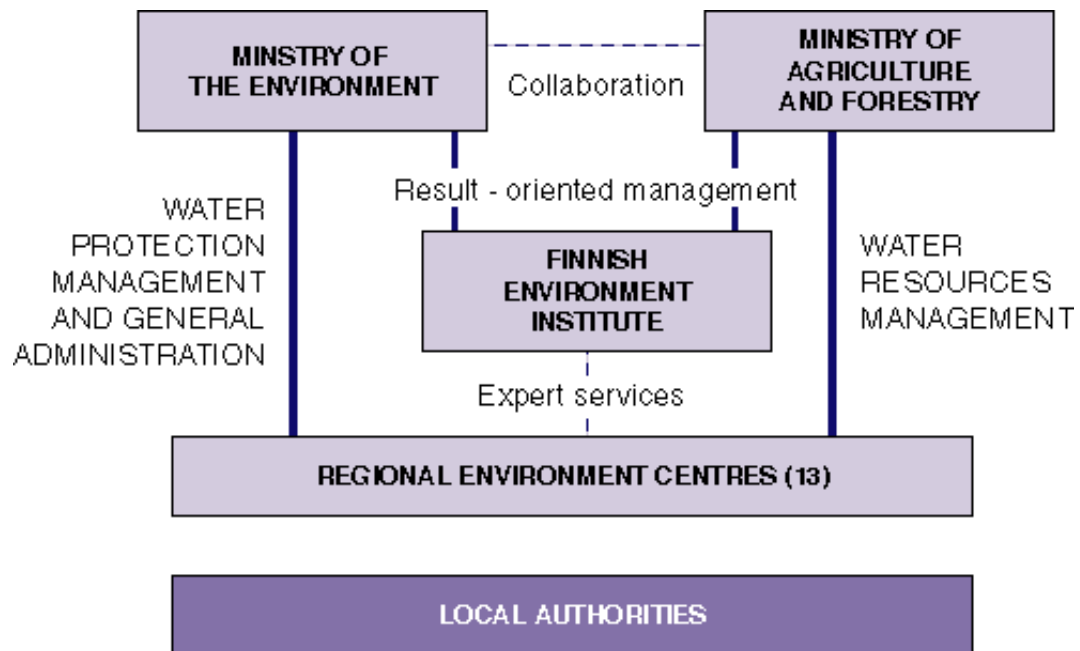 MINSTRY OF
THE ENVIRONMENT
Collaboration
MINISTRY OF
AGRICULTURE
AND FORESTRY
Result - oriented management
WATER
PROTECTION
MANAGEMENT
AND GENERAL
ADMINISTRATION
FINNISH
ENVIRONMENT
INSTITUTE
WATER
RESOURCES
MANAGEMENT
Expert services
REGIONAL ENVIRONMENT CENTRES (13)
LOCAL AUTHORITIES